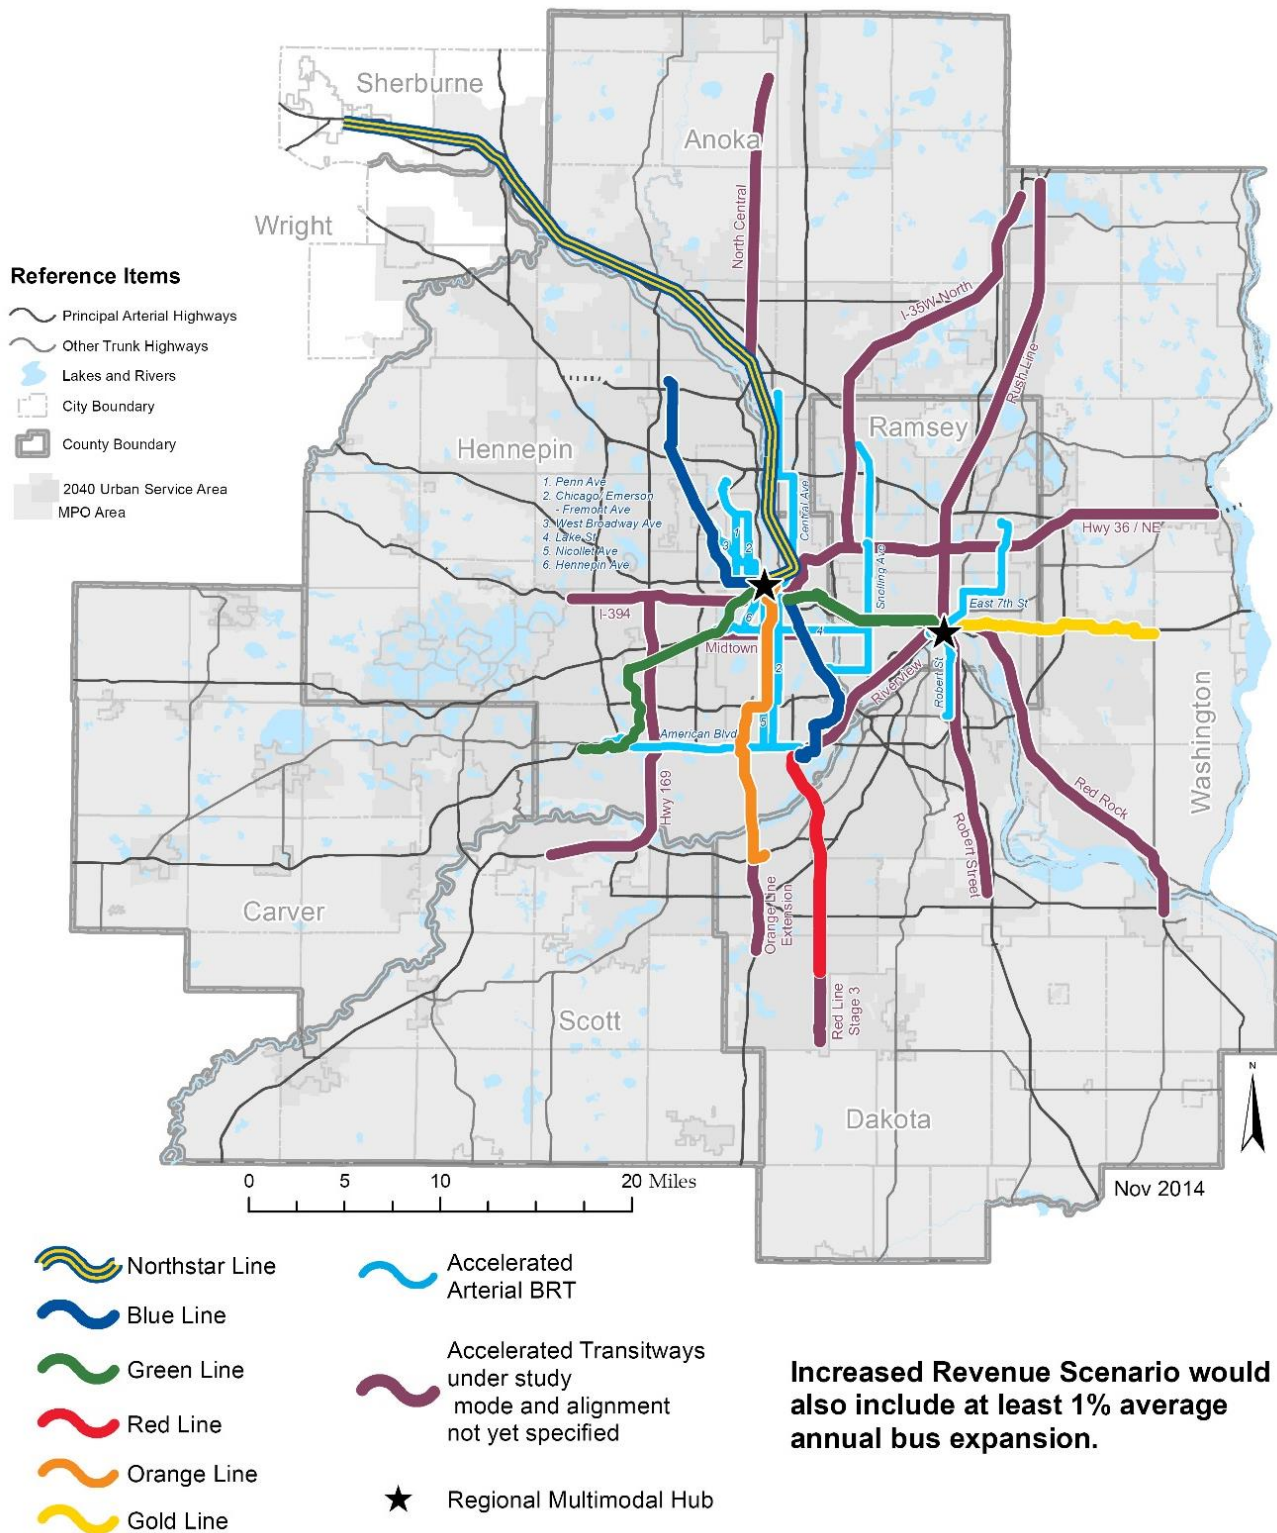 Sherburne
Anoka
Wright
North Central
I-35W North
Rush Line
Reference Items
Principal Arterial Highways
Other Trunk Highways
Lakes and Rivers
City Boundary
County Boundary
2040 Urban Service Area
MPO Area
Hennepin
Ramsey
1. Penn Ave
2. Chicago/ Emerson
- Fremont Ave
3. West Broadway Ave
4. Lake St
5. Nicollet Ave
6. Hennepin Ave
Central Ave
Snelling Ave
Hwy 36 / NE
1
2
3
I-394
East 7th St
6
4
Midtown
2
Riverview
Robert St
5
American Blvd
Hwy 169
Washington
Red Rock
Robert Street
Carver
Orange Line
Extension
Red Line
Stage 3
Scott
Dakota
N
0 5 10 20 Miles
Nov 2014
Northstar Line
Blue Line
Green Line
Red Line
Orange Line
Gold Line
Accelerated
Arterial BRT
Accelerated Transitways
under study
mode and alignment
not yet specified
Regional Multimodal Hub
Increased Revenue Scenario would
also include at least 1% average
annual bus expansion.